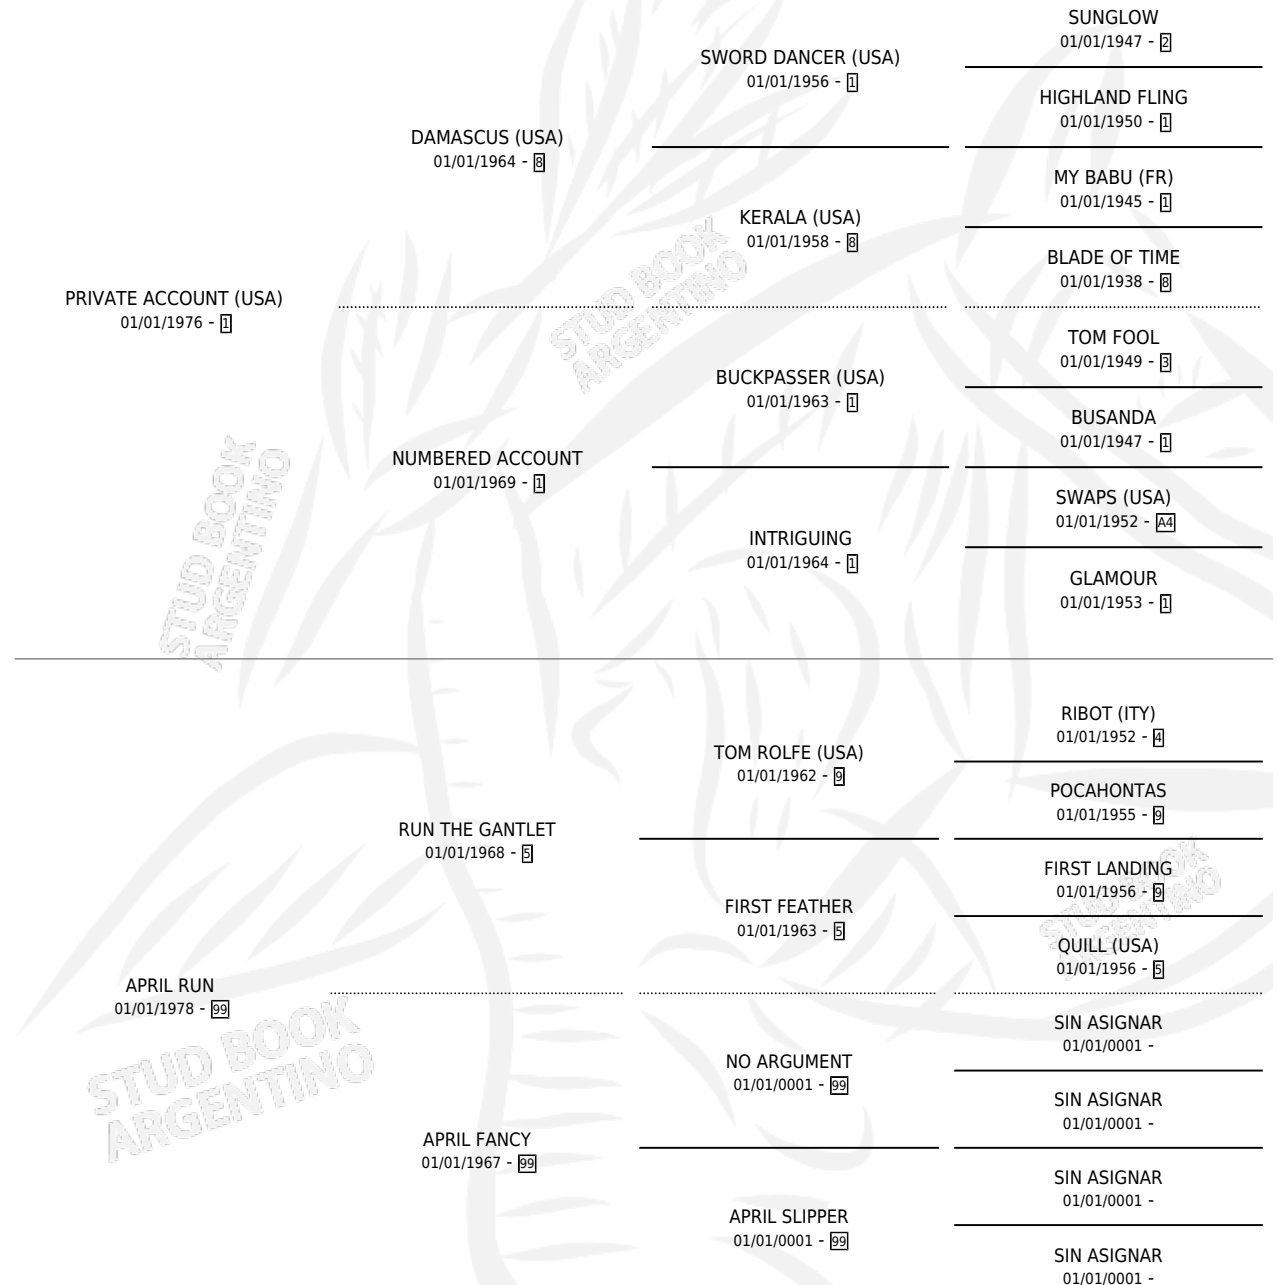 SUNGLOW
01/01/1947 - 2
SWORD DANCER (USA)
01/01/1956 - 1
HIGHLAND FLING
01/01/1950 - 1
DAMASCUS (USA)
01/01/1964 - 8
MY BABU (FR)
01/01/1945 - 1
KERALA (USA)
01/01/1958 - 8
BLADE OF TIME
01/01/1938 - 8
PRIVATE ACCOUNT (USA)
01/01/1976 - 1
TOM FOOL
01/01/1949 - 3
BUCKPASSER (USA)
01/01/1963 - 1
BUSANDA
01/01/1947 - 1
NUMBERED ACCOUNT
01/01/1969 - 1
SWAPS (USA)
01/01/1952 - A4
INTRIGUING
01/01/1964 - 1
GLAMOUR
01/01/1953 - 1
RIBOT (ITY)
01/01/1952 - 4
TOM ROLFE (USA)
01/01/1962 - 9
POCAHONTAS
01/01/1955 - 9
RUN THE GANTLET
01/01/1968 - 5
FIRST LANDING
01/01/1956 - 9
FIRST FEATHER
01/01/1963 - 5
QUILL (USA)
01/01/1956 - 5
APRIL RUN
01/01/1978 - 99
SIN ASIGNAR
01/01/0001 -
NO ARGUMENT
01/01/0001 - 99
SIN ASIGNAR
01/01/0001 -
APRIL FANCY
01/01/1967 - 99
SIN ASIGNAR
01/01/0001 -
APRIL SLIPPER
01/01/0001 - 99
SIN ASIGNAR
01/01/0001 -
STUD BOOK
ARGENTINO
STUD BOOK
ARGENTINO
STUD BOOK
ARGENTINO
STUD BOOK
ARGENTINO